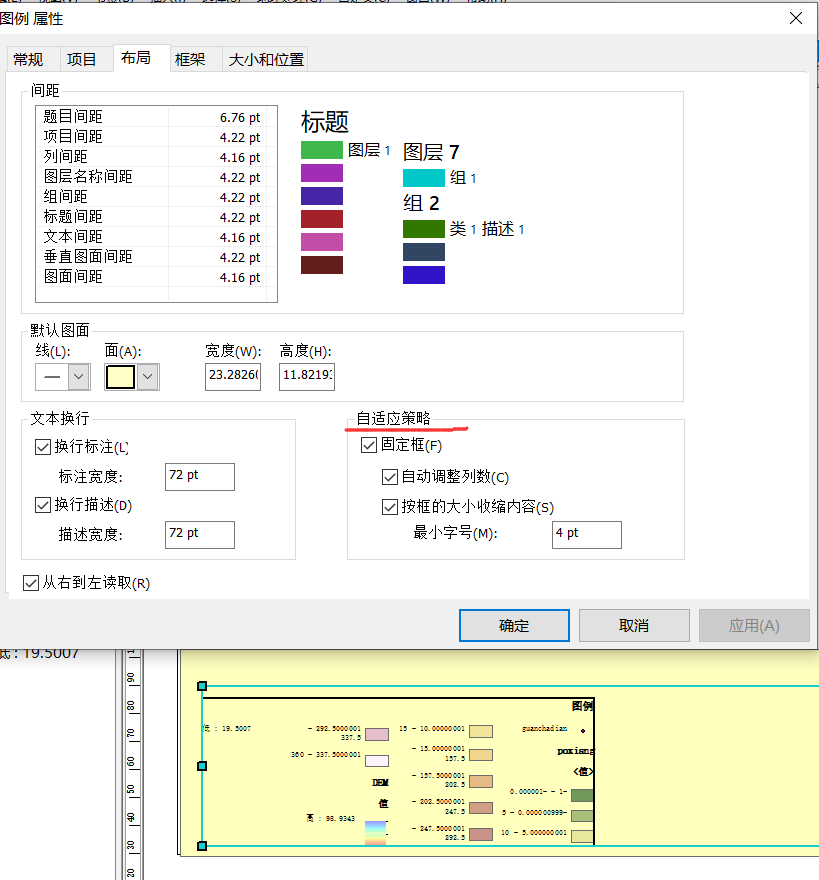 图例 属性
常规 项目 布局 框架 大小和位置
间距
题目间距 6.76 pt
项目间距 4.22 pt
列间距 4.16 pt
图层名称间距 4.22 pt
组间距 4.22 pt
标题间距 4.22 pt
文本间距 4.16 pt
垂直图面间距 4.22 pt
图面间距 4.16 pt
标题
图层 1
图层 7
组 1
组 2
类 1 描述 1
默认图面
线(L): 面(A): 宽度(W): 高度(H):
23.2826 11.8219
文本换行
换行标注(L)
标注宽度: 72 pt
换行描述(D)
描述宽度: 72 pt
自适应策略
固定框(F)
自动调整列数(C)
按框的大小收缩内容(S)
最小字号(M): 4 pt
从右到左读取(R)
确定 取消 应用(A)
低 : 19.5007
90
80
70
60
50
40
30
20
图例
guanchadian
poxiang
<值>
0.000001- - 1-
5 - 0.000000999-
10 - 5.000000001
15 - 10.00000001
- 15.00000001
157.5
- 157.5000001
202.5
- 202.5000001
247.5
- 247.5000001
292.5
- 292.5000001
337.5
360 - 337.5000001
DEM
值
高 : 98.9343
低 : 19.5007